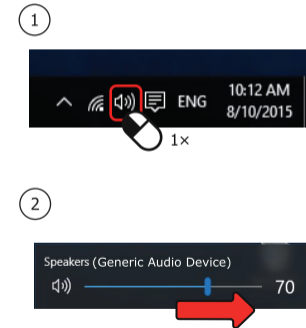 1
ENG
10:12 AM
8/10/2015
1×
2
Speakers (Generic Audio Device)
70